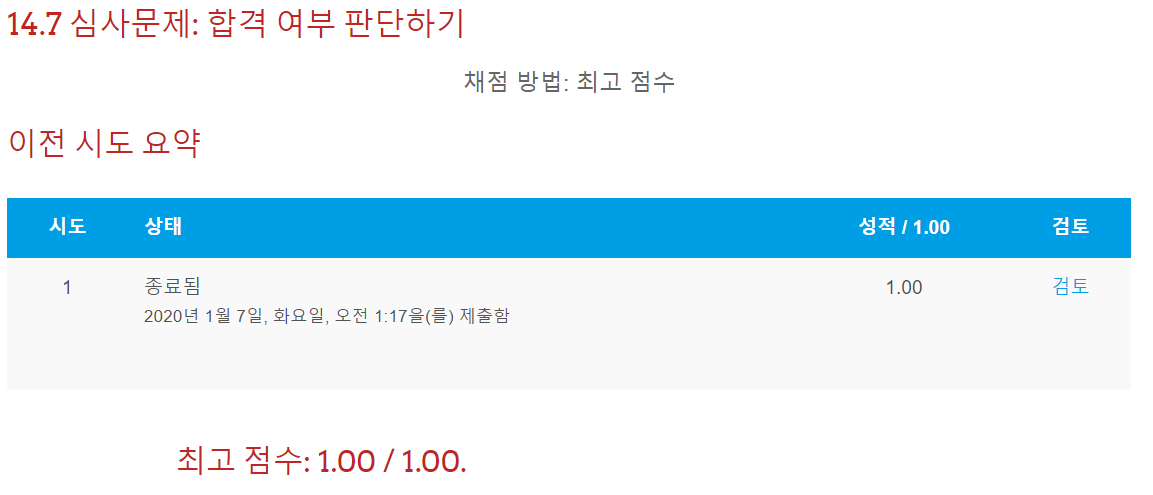 14.7 심사문제: 합격 여부 판단하기
채점 방법: 최고 점수
이전 시도 요약
시도 상태 성적 / 1.00 검토
1 종료됨 1.00 검토
2020년 1월 7일, 화요일, 오전 1:17을(를) 제출함
최고 점수: 1.00 / 1.00.